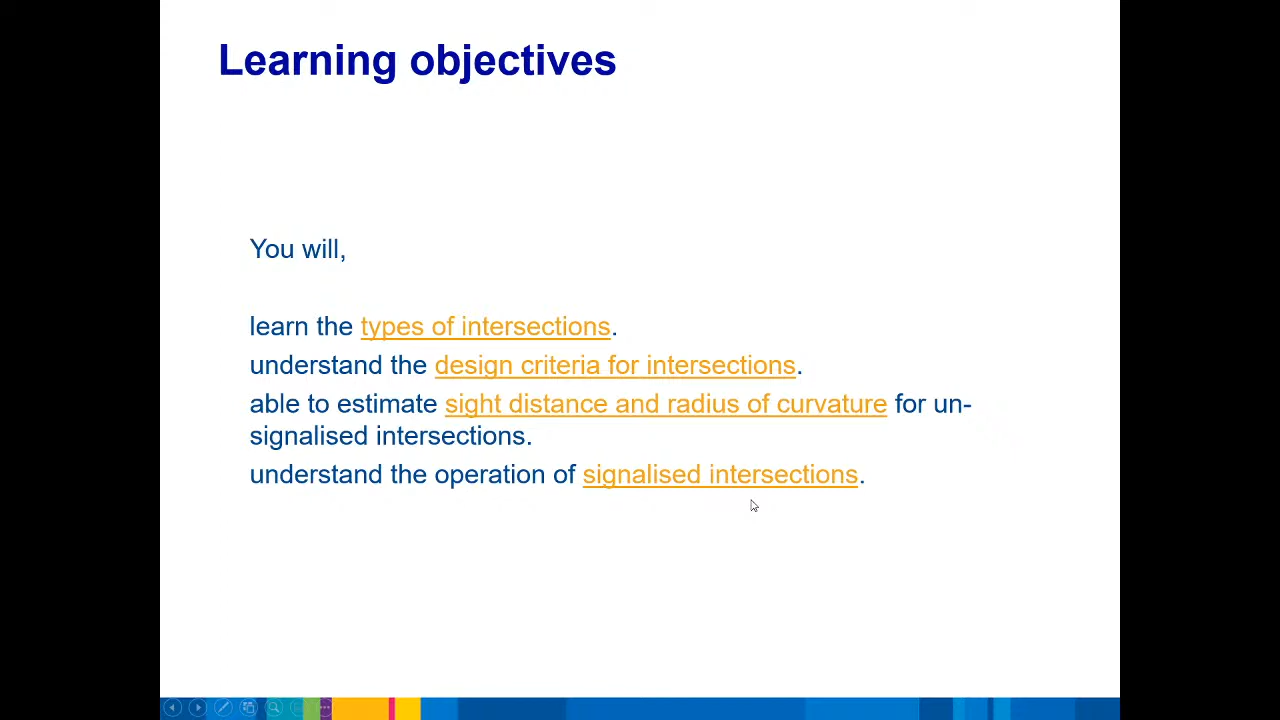 Learning objectives
You will,
learn the types of intersections.
understand the design criteria for intersections.
able to estimate sight distance and radius of curvature for un-
signalised intersections.
understand the operation of signalised intersections.